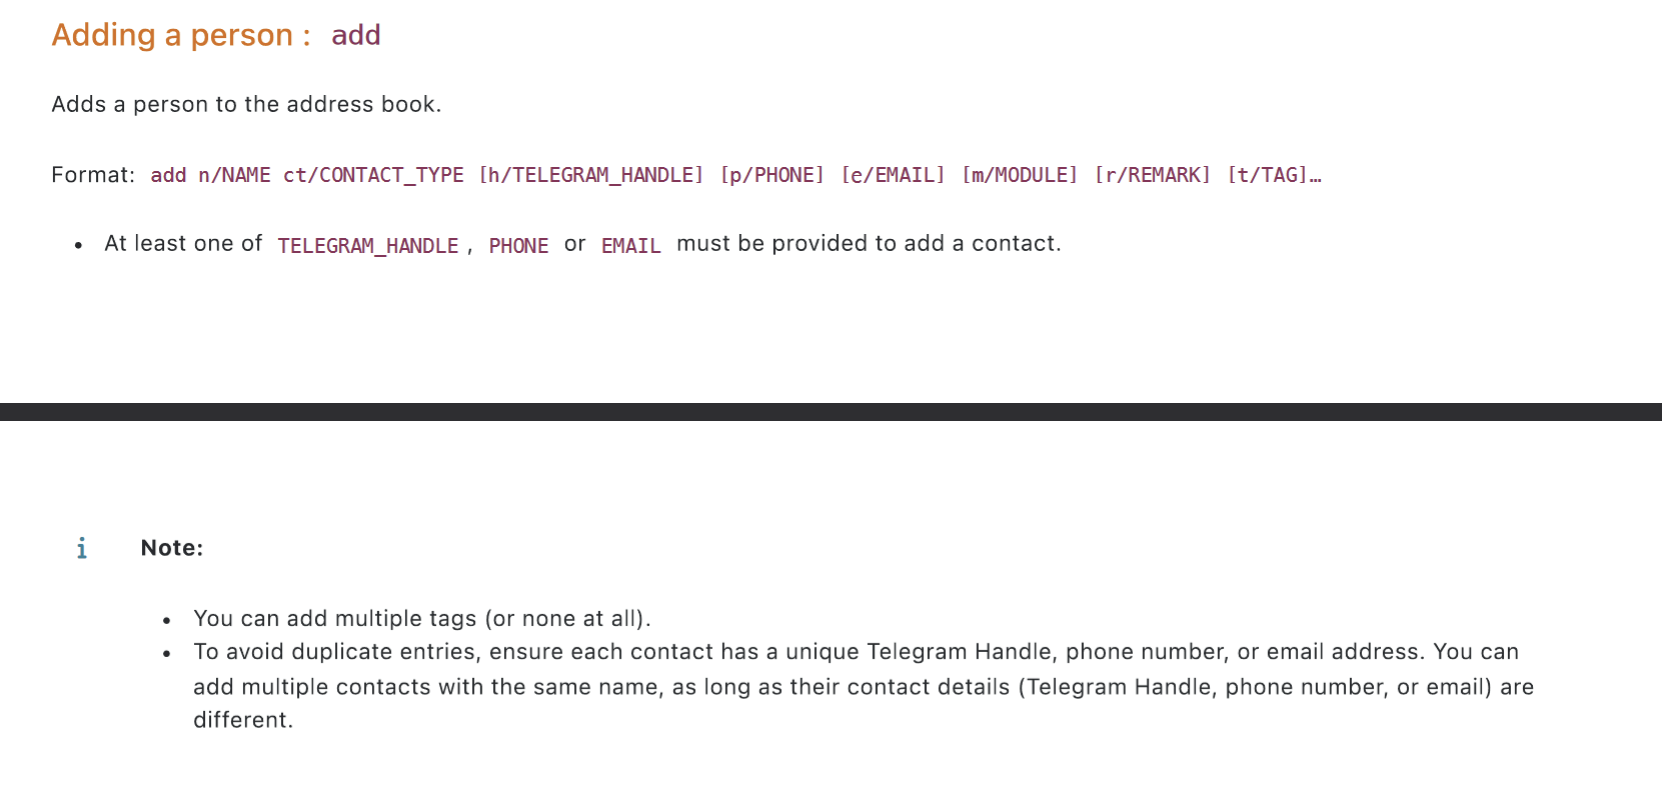 Adding a person : add
Adds a person to the address book.
Format: add n/NAME ct/CONTACT_TYPE [h/TELEGRAM_HANDLE] [p/PHONE] [e/EMAIL] [m/MODULE] [r/REMARK] [t/TAG]…
• At least one of TELEGRAM_HANDLE, PHONE or EMAIL must be provided to add a contact.
i Note:
• You can add multiple tags (or none at all).
• To avoid duplicate entries, ensure each contact has a unique Telegram Handle, phone number, or email address. You can
add multiple contacts with the same name, as long as their contact details (Telegram Handle, phone number, or email) are
different.